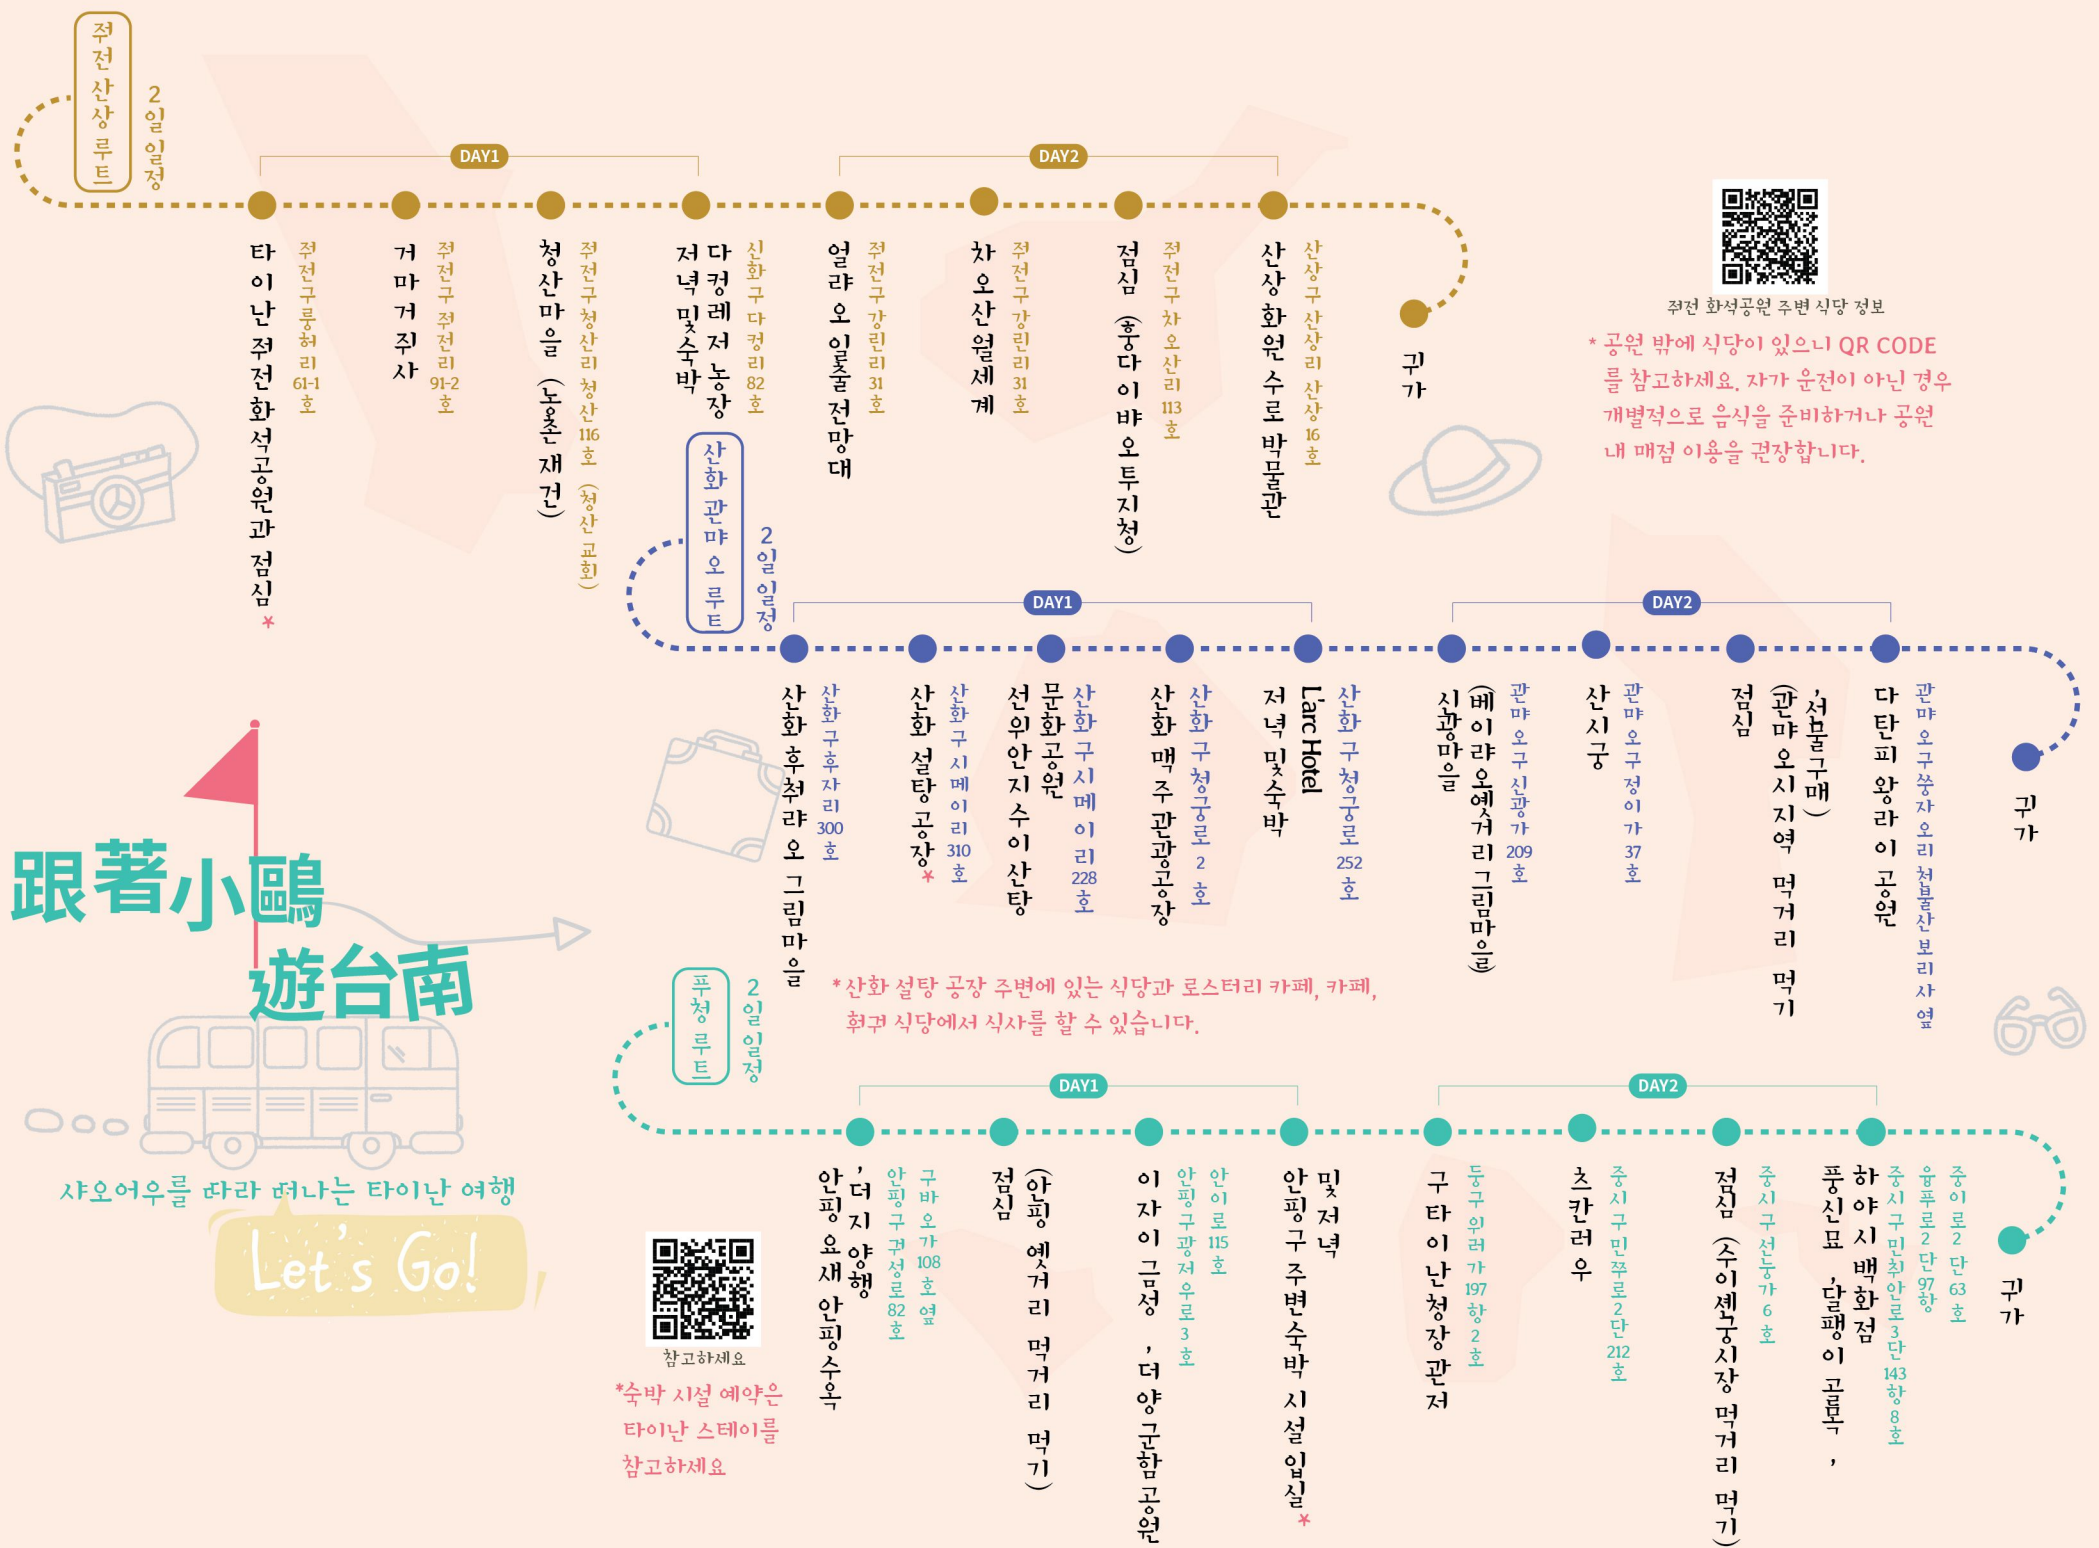 쭤전 산상 루트
2일 일정
DAY1
타이난 쭤전 화석공원과 점심*
쭤전구 룽허리 61-1호
거마거 쥐사
쭤전구 쭤전리 91-2호
청산마을 (농촌 재건)
쭤전구 청산리 청산 116호 (청산 교회)
다컹 레저 농장
저녁 및 숙박
신화구 다컹리 82호
DAY2
얼랴오 일출 전망대
쭤전구 강린리 31호
차오산 월세계
쭤전구 강린리 31호
점심 (훙다이뱌오 투지청)
쭤전구 차오산리 113호
산상 화원 수로 박물관
산상구 산상리 산상 16호
귀가
쭤전 화석공원 주변 식당 정보
* 공원 밖에 식당이 있으니 QR CODE
를 참고하세요. 자가 운전이 아닌 경우
개별적으로 음식을 준비하거나 공원
내 매점 이용을 권장합니다.
산화 관먀오 루트
2일 일정
DAY1
산화 후춰랴오 그림마을
산화구 후자리 300호
산화 설탕 공장*
산화구 시메이리 310호
선위안지 수이산탕
문화공원
산화구 시메이리 228호
산화 맥주 관광공장
산화구 청궁로 2호
L'arc Hotel
저녁 및 숙박
산화구 청궁로 252호
DAY2
신광마을
(베이랴오 옛거리 그림마을)
관먀오구 신광가 209호
산시궁
관먀오구 정이가 37호
점심
(관먀오 시지역 먹거리 먹기
, 선물 구매)
다탄피 왕라이 공원
관먀오구 쑹자오리 천불산 보리사 옆
귀가
* 산화 설탕 공장 주변에 있는 식당과 로스터리 카페, 카페,
훠궈 식당에서 식사를 할 수 있습니다.
푸청 루트
2일 일정
DAY1
안핑 요새 안핑수옥
, 더지양행
안핑구 궈성로 82호
구바오가 108호 옆
점심
(안핑 옛거리 먹거리 먹기)
이자이금성 , 더양군함공원
안핑구 광저우로 3호
안이로 115호
안핑구 주변 숙박 시설 입실*
및 저녁
DAY2
구 타이난청장관저
둥구 위러가 197항 2호
츠칸러우
중시구 민쭈로 2단 212호
점심 (수이셴궁시장 먹거리 먹기)
중시구 선눙가 6호
풍신묘 , 달팽이 골목 ,
하야시 백화점
중시구 민취안로 3단 143항 8호
융푸로 2단 97항
중이로 2단 63호
귀가
跟著小鷗
遊台南
샤오어우를 따라 떠나는 타이난 여행
Let's Go!
참고하세요
*숙박 시설 예약은
타이난 스테이를
참고하세요